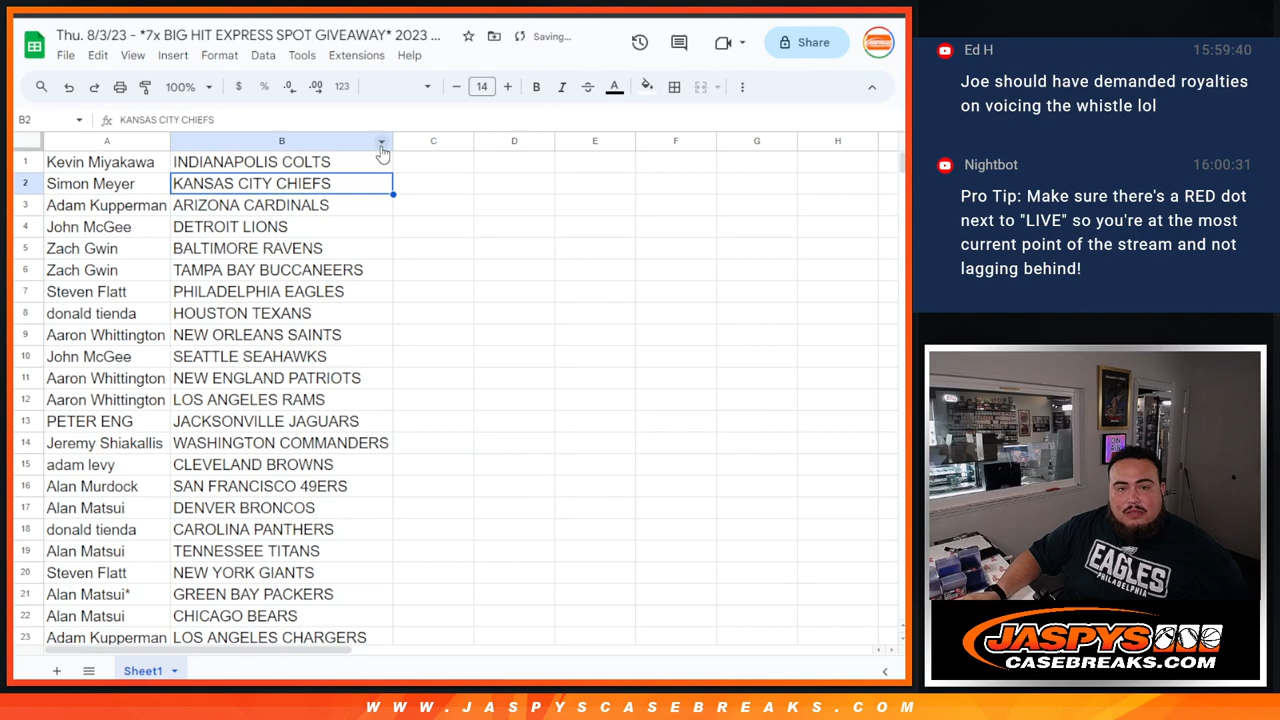 Thu. 8/3/23 - *7x BIG HIT EXPRESS SPOT GIVEAWAY* 2023 ...
Saving...
File Edit View Insert Format Data Tools Extensions Help
Share
100%
$ % .0 .00 123
14
B I A
B2
fx KANSAS CITY CHIEFS
A B C D E F G H
1 Kevin Miyakawa INDIANAPOLIS COLTS
2 Simon Meyer KANSAS CITY CHIEFS
3 Adam Kupperman ARIZONA CARDINALS
4 John McGee DETROIT LIONS
5 Zach Gwin BALTIMORE RAVENS
6 Zach Gwin TAMPA BAY BUCCANEERS
7 Steven Flatt PHILADELPHIA EAGLES
8 donald tienda HOUSTON TEXANS
9 Aaron Whittington NEW ORLEANS SAINTS
10 John McGee SEATTLE SEAHAWKS
11 Aaron Whittington NEW ENGLAND PATRIOTS
12 Aaron Whittington LOS ANGELES RAMS
13 PETER ENG JACKSONVILLE JAGUARS
14 Jeremy Shiakallis WASHINGTON COMMANDERS
15 adam levy CLEVELAND BROWNS
16 Alan Murdock SAN FRANCISCO 49ERS
17 Alan Matsui DENVER BRONCOS
18 donald tienda CAROLINA PANTHERS
19 Alan Matsui TENNESSEE TITANS
20 Steven Flatt NEW YORK GIANTS
21 Alan Matsui* GREEN BAY PACKERS
22 Alan Matsui CHICAGO BEARS
23 Adam Kupperman LOS ANGELES CHARGERS
Sheet1
Ed H 15:59:40
Joe should have demanded royalties
on voicing the whistle lol
Nightbot 16:00:31
Pro Tip: Make sure there's a RED dot
next to "LIVE" so you're at the most
current point of the stream and not
lagging behind!
EAGLES
PHILADELPHIA
JASPYS
CASEBREAKS.COM
WWW.JASPYSCASEBREAKS.COM